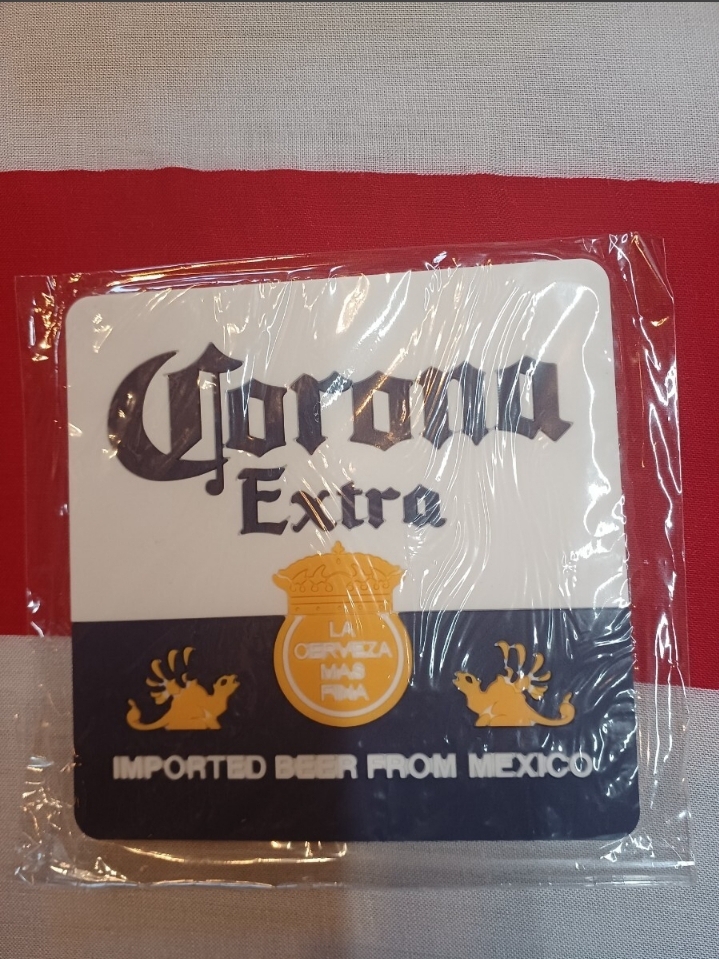 Corona
Extra
LA
CERVEZA
MAS
FINA
IMPORTED BEER FROM MEXICO